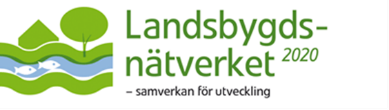 Landsbygds-
nätverket 2020
– samverkan för utveckling